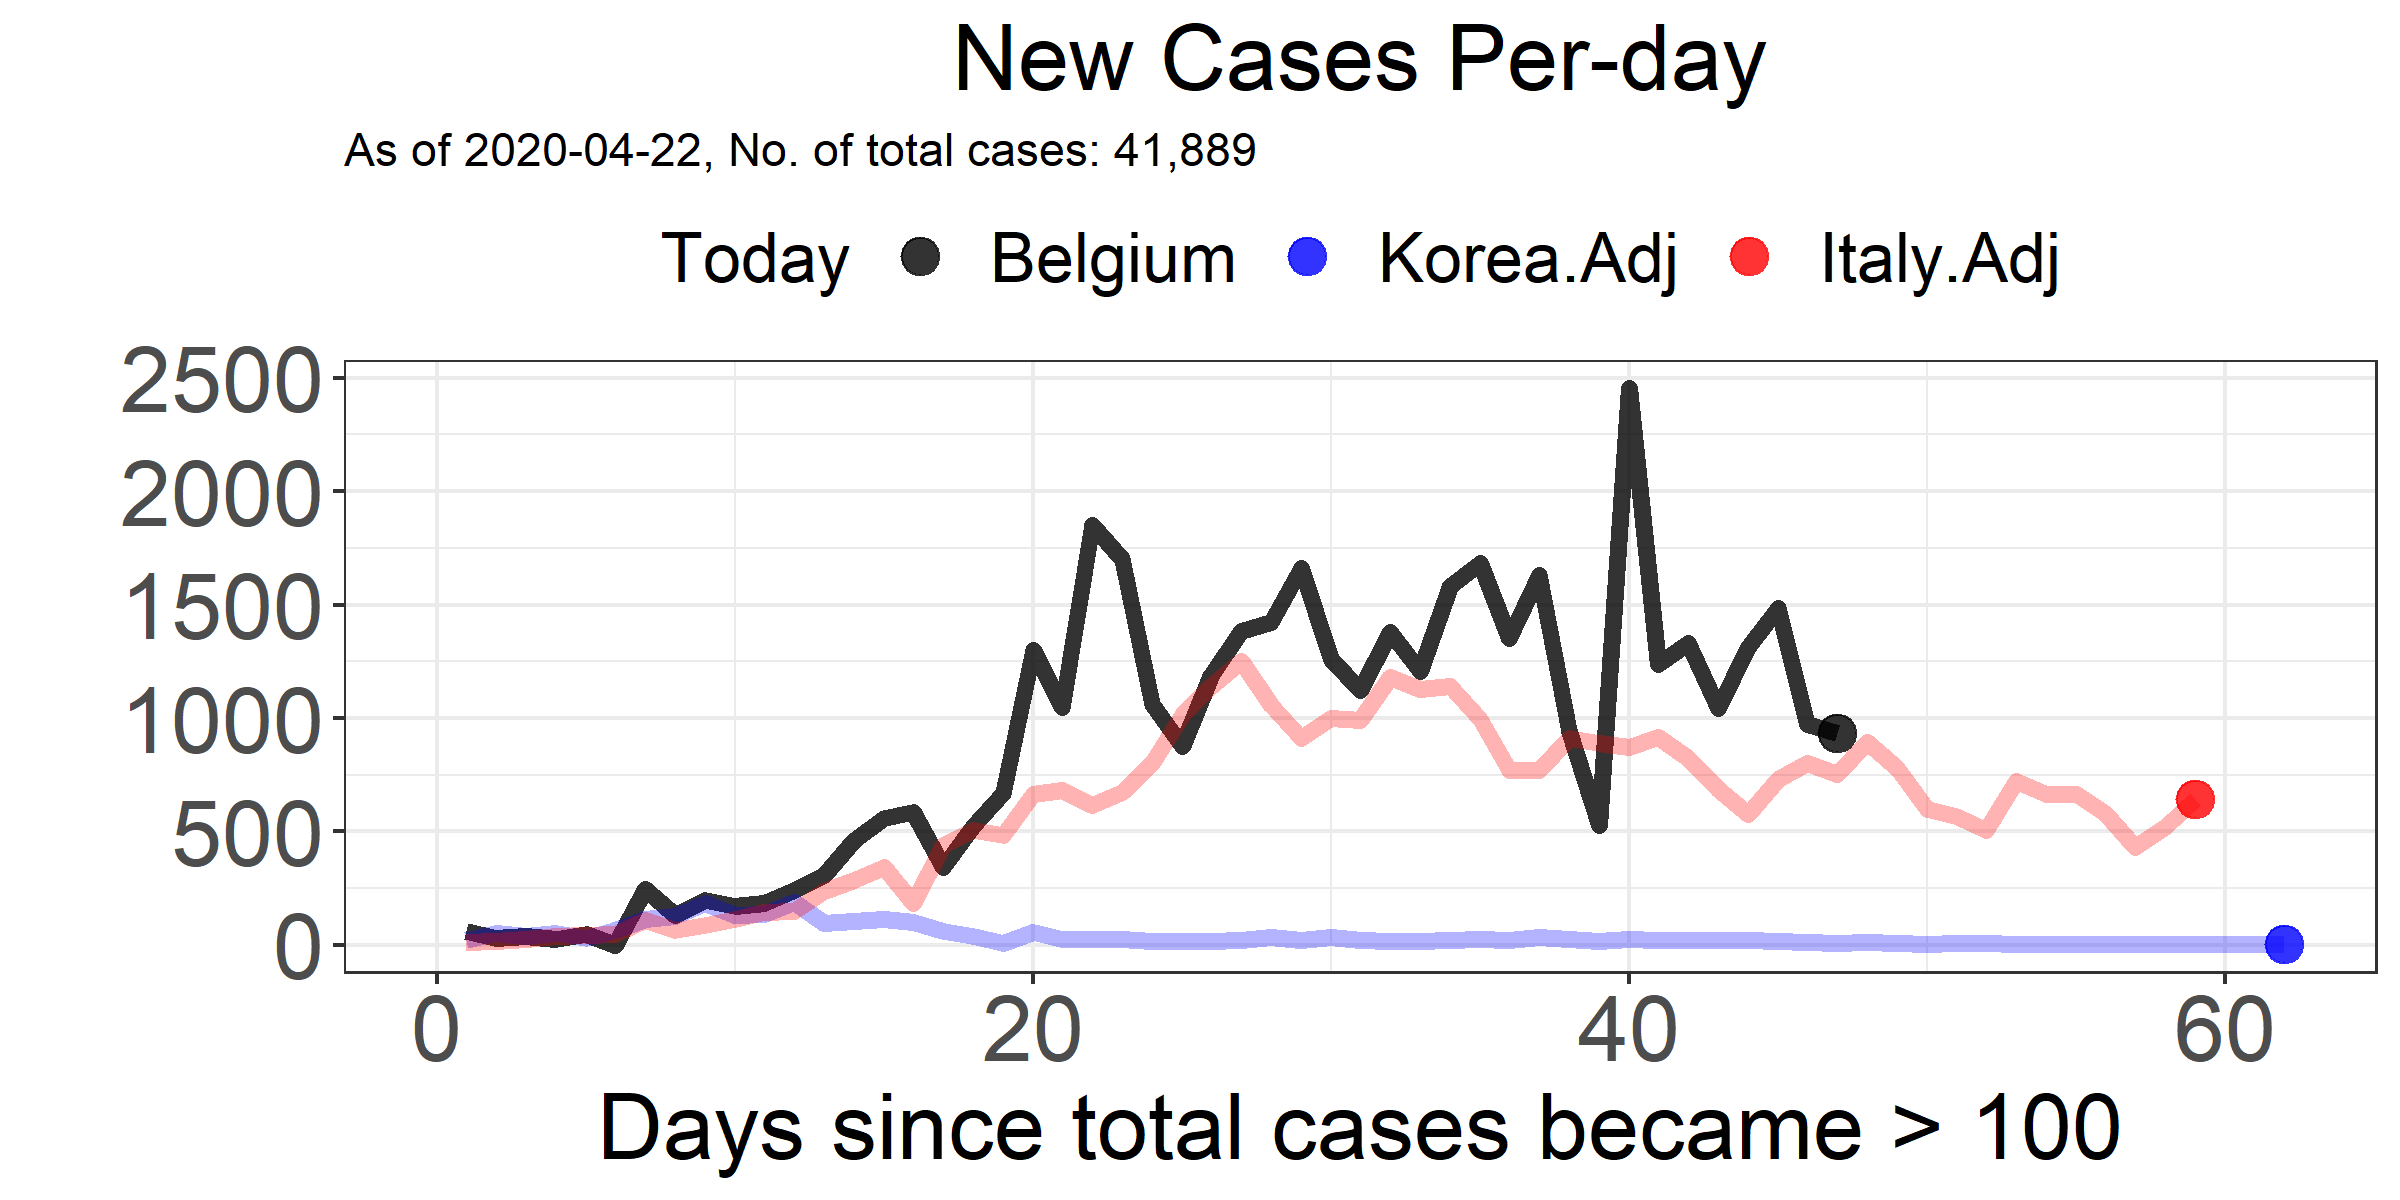 New Cases Per-day
As of 2020-04-22, No. of total cases: 41,889
Today Belgium Korea.Adj Italy.Adj
2500
2000
1500
1000
500
0
0 20 40 60
Days since total cases became > 100